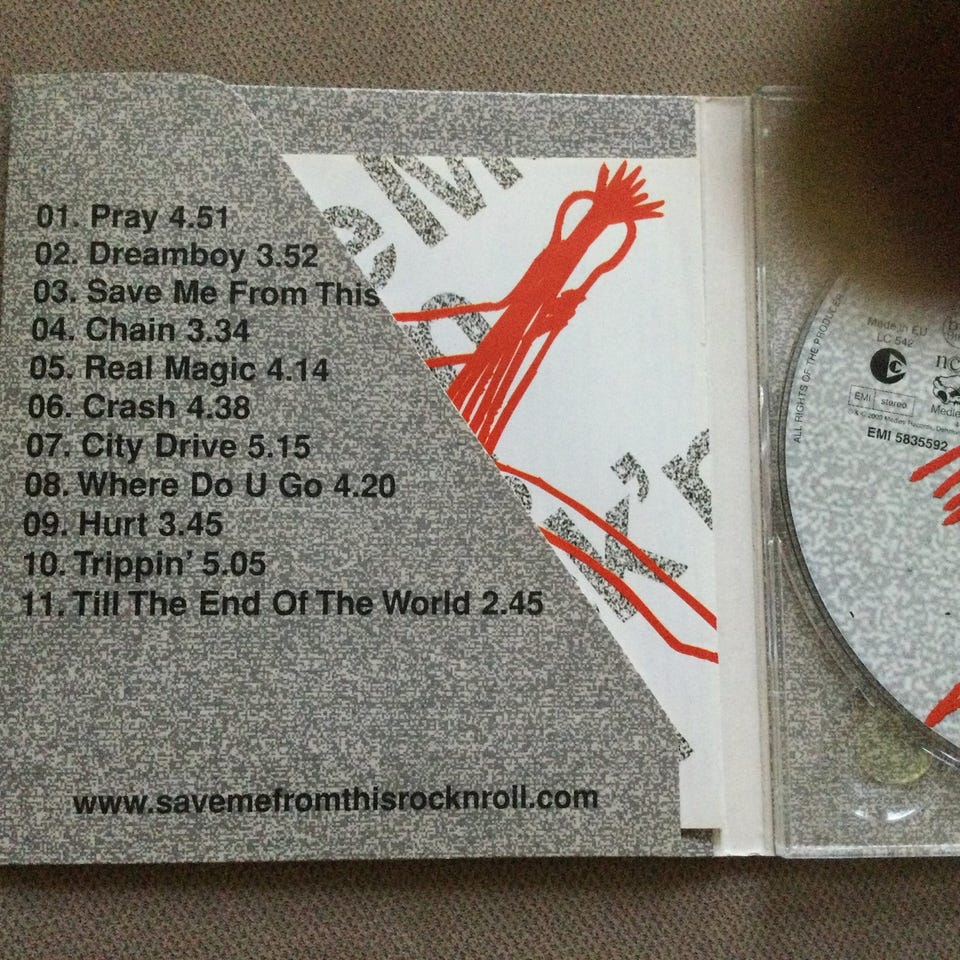 01. Pray 4.51
02. Dreamboy 3.52
03. Save Me From This
04. Chain 3.34
05. Real Magic 4.14
06. Crash 4.38
07. City Drive 5.15
08. Where Do U Go 4.20
09. Hurt 3.45
10. Trippin' 5.05
11. Till The End Of The World 2.45
www.savemefromthisrocknroll.com
ALL RIGHTS OF THE PRODUCE
Made in EU
LC 542
EMI stereo
EMI 5835592